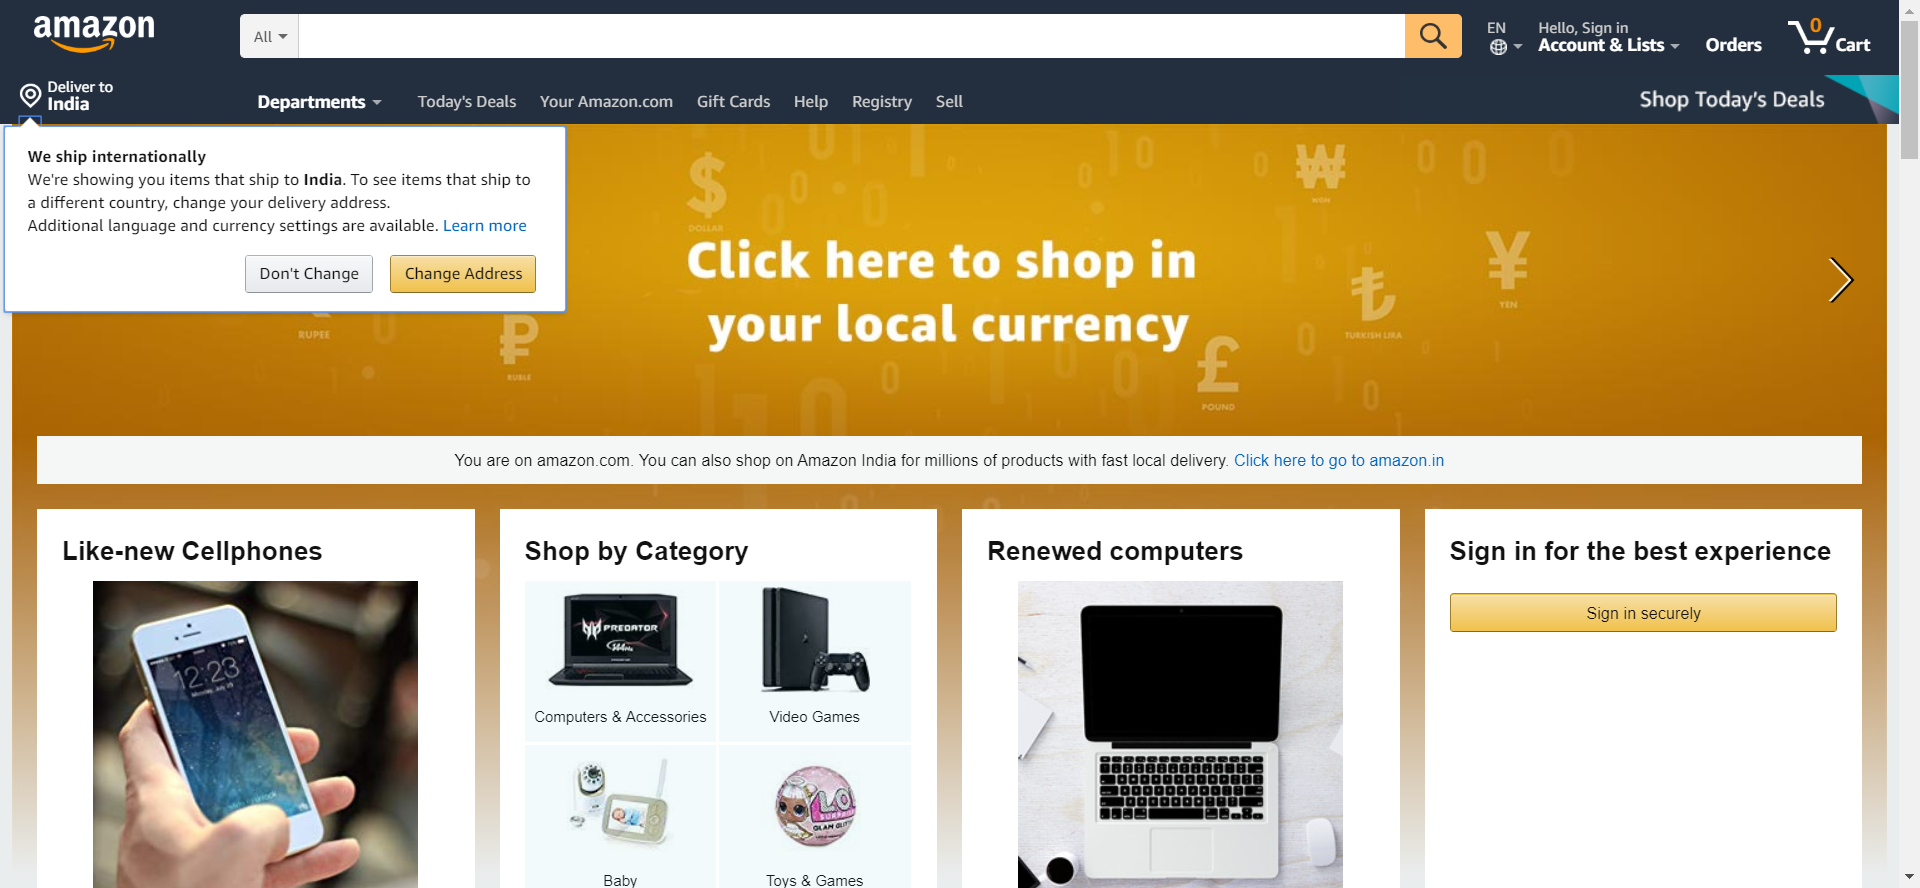 amazon
All
EN
Hello, Sign in
Account & Lists
Orders
0
Cart
Deliver to
India
Departments
Today's Deals
Your Amazon.com
Gift Cards
Help
Registry
Sell
Shop Today's Deals
We ship internationally
We're showing you items that ship to India. To see items that ship to
a different country, change your delivery address.
Additional language and currency settings are available. Learn more
Don't Change
Change Address
$
DOLLAR
₩
WON
Click here to shop in
your local currency
¥
YEN
₺
TURKISH LIRA
RUPEE
₽
RUBLE
£
POUND
You are on amazon.com. You can also shop on Amazon India for millions of products with fast local delivery. Click here to go to amazon.in
Like-new Cellphones
12:23
Shop by Category
PREDATOR
Computers & Accessories
Video Games
Baby
Toys & Games
Renewed computers
Sign in for the best experience
Sign in securely